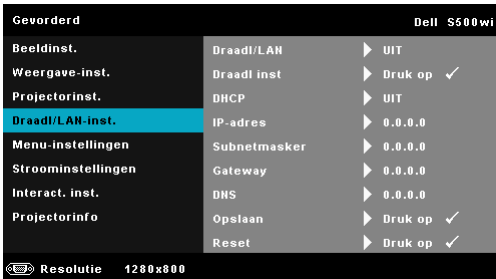 Gevorderd Dell S500wi
Beeldinst. Draadl/LAN UIT
Weergave-inst. Draadl inst Druk op ✓
Projectorinst. DHCP UIT
Draadl/LAN-inst. IP-adres 0.0.0.0
Menu-instellingen Subnetmasker 0.0.0.0
Stroominstellingen Gateway 0.0.0.0
Interact. inst. DNS 0.0.0.0
Projectorinfo Opslaan Druk op ✓
Reset Druk op ✓
Resolutie 1280x800